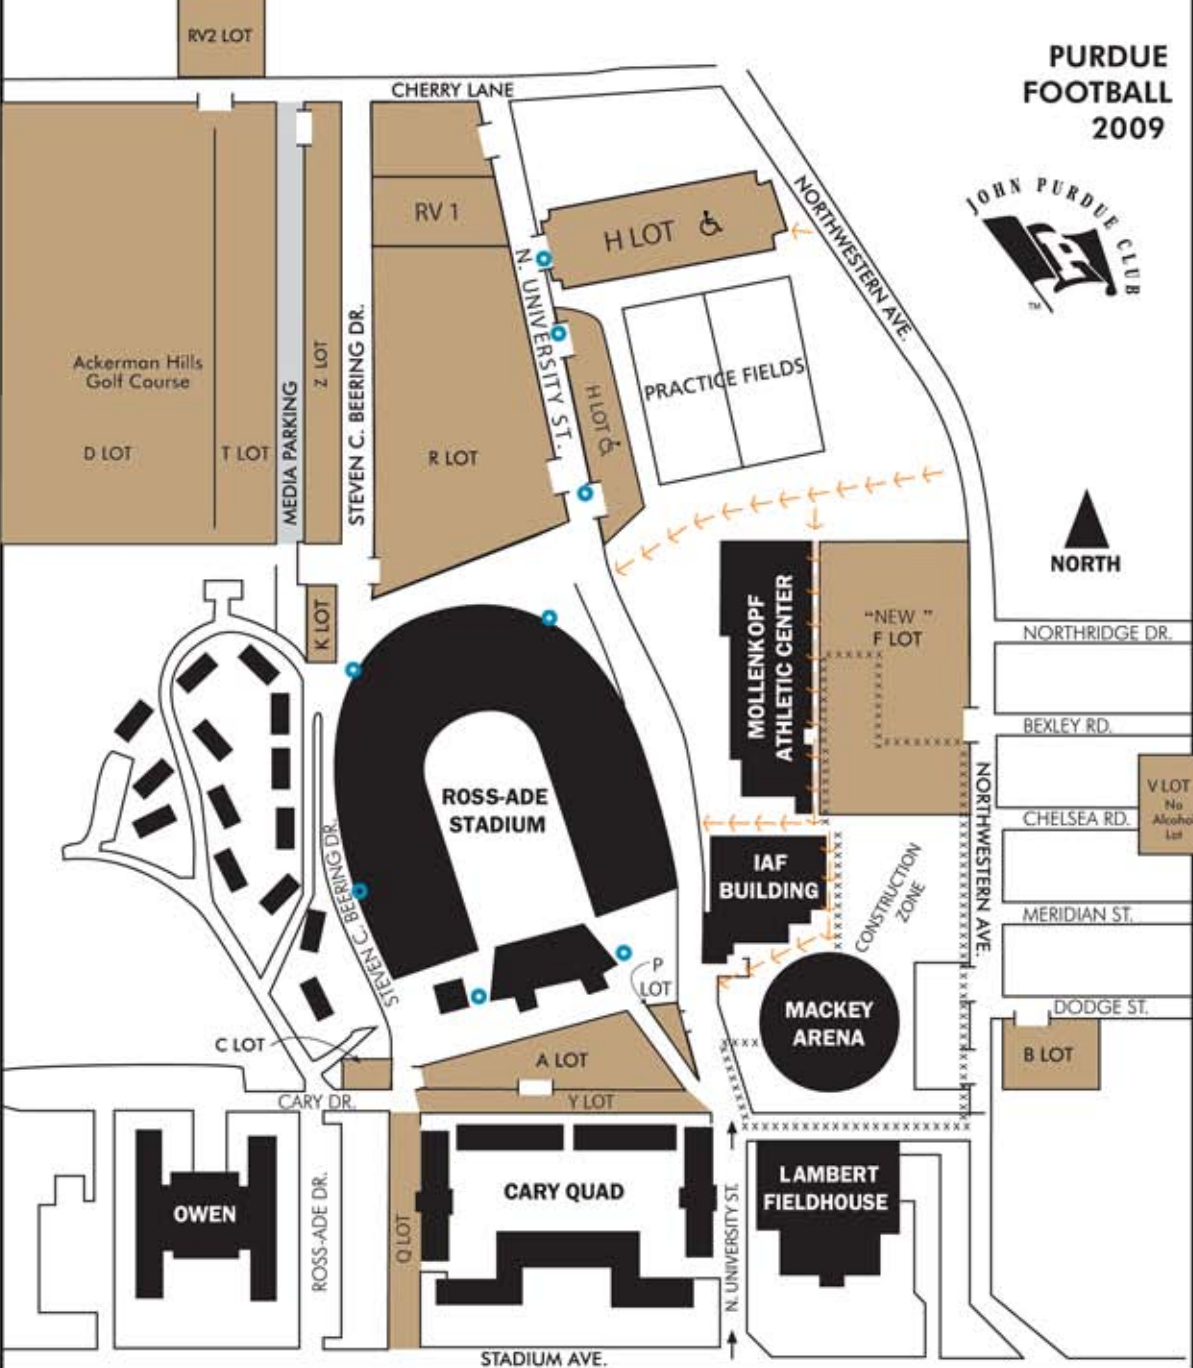 RV2 LOT
PURDUE
FOOTBALL
2009
CHERRY LANE
JOHN PURDUE CLUB
TM
RV 1
H LOT
NORTHWESTERN AVE.
N. UNIVERSITY ST.
Ackerman Hills
Golf Course
D LOT
T LOT
MEDIA PARKING
Z LOT
STEVEN C. BEERING DR.
R LOT
H LOT
PRACTICE FIELDS
NORTH
K LOT
MOLLENKOPF
ATHLETIC CENTER
"NEW "
F LOT
NORTHRIDGE DR.
BEXLEY RD.
V LOT
No
Alcoho
Lot
CHELSEA RD.
NORTHWESTERN AVE.
MERIDIAN ST.
DODGE ST.
B LOT
ROSS-ADE
STADIUM
STEVEN C. BEERING DR.
IAF
BUILDING
CONSTRUCTION
ZONE
P
LOT
MACKEY
ARENA
C LOT
A LOT
CARY DR.
Y LOT
OWEN
ROSS-ADE DR.
Q LOT
CARY QUAD
N. UNIVERSITY ST.
LAMBERT
FIELDHOUSE
STADIUM AVE.